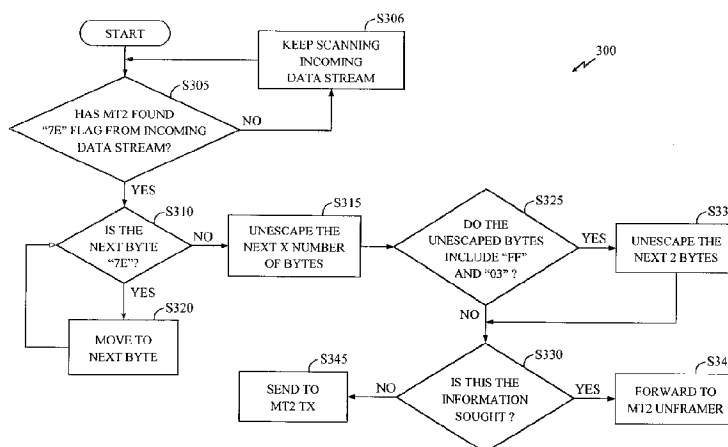 START
S306
KEEP SCANNING
INCOMING
DATA STREAM
300
S305
HAS MT2 FOUND
“7E” FLAG FROM INCOMING
DATA STREAM?
NO
YES
S310
IS THE
NEXT BYTE
“7E”?
NO
YES
S315
UNESCAPE THE
NEXT X NUMBER
OF BYTES
S325
DO THE
UNESCAPED BYTES
INCLUDE “FF”
AND “03” ?
YES
NO
UNESCAPE THE
NEXT 2 BYTES
S320
MOVE TO
NEXT BYTE
S330
IS THIS THE
INFORMATION
SOUGHT ?
NO
YES
S345
SEND TO
MT2 TX
FORWARD TO
MT2 UNFRAMER